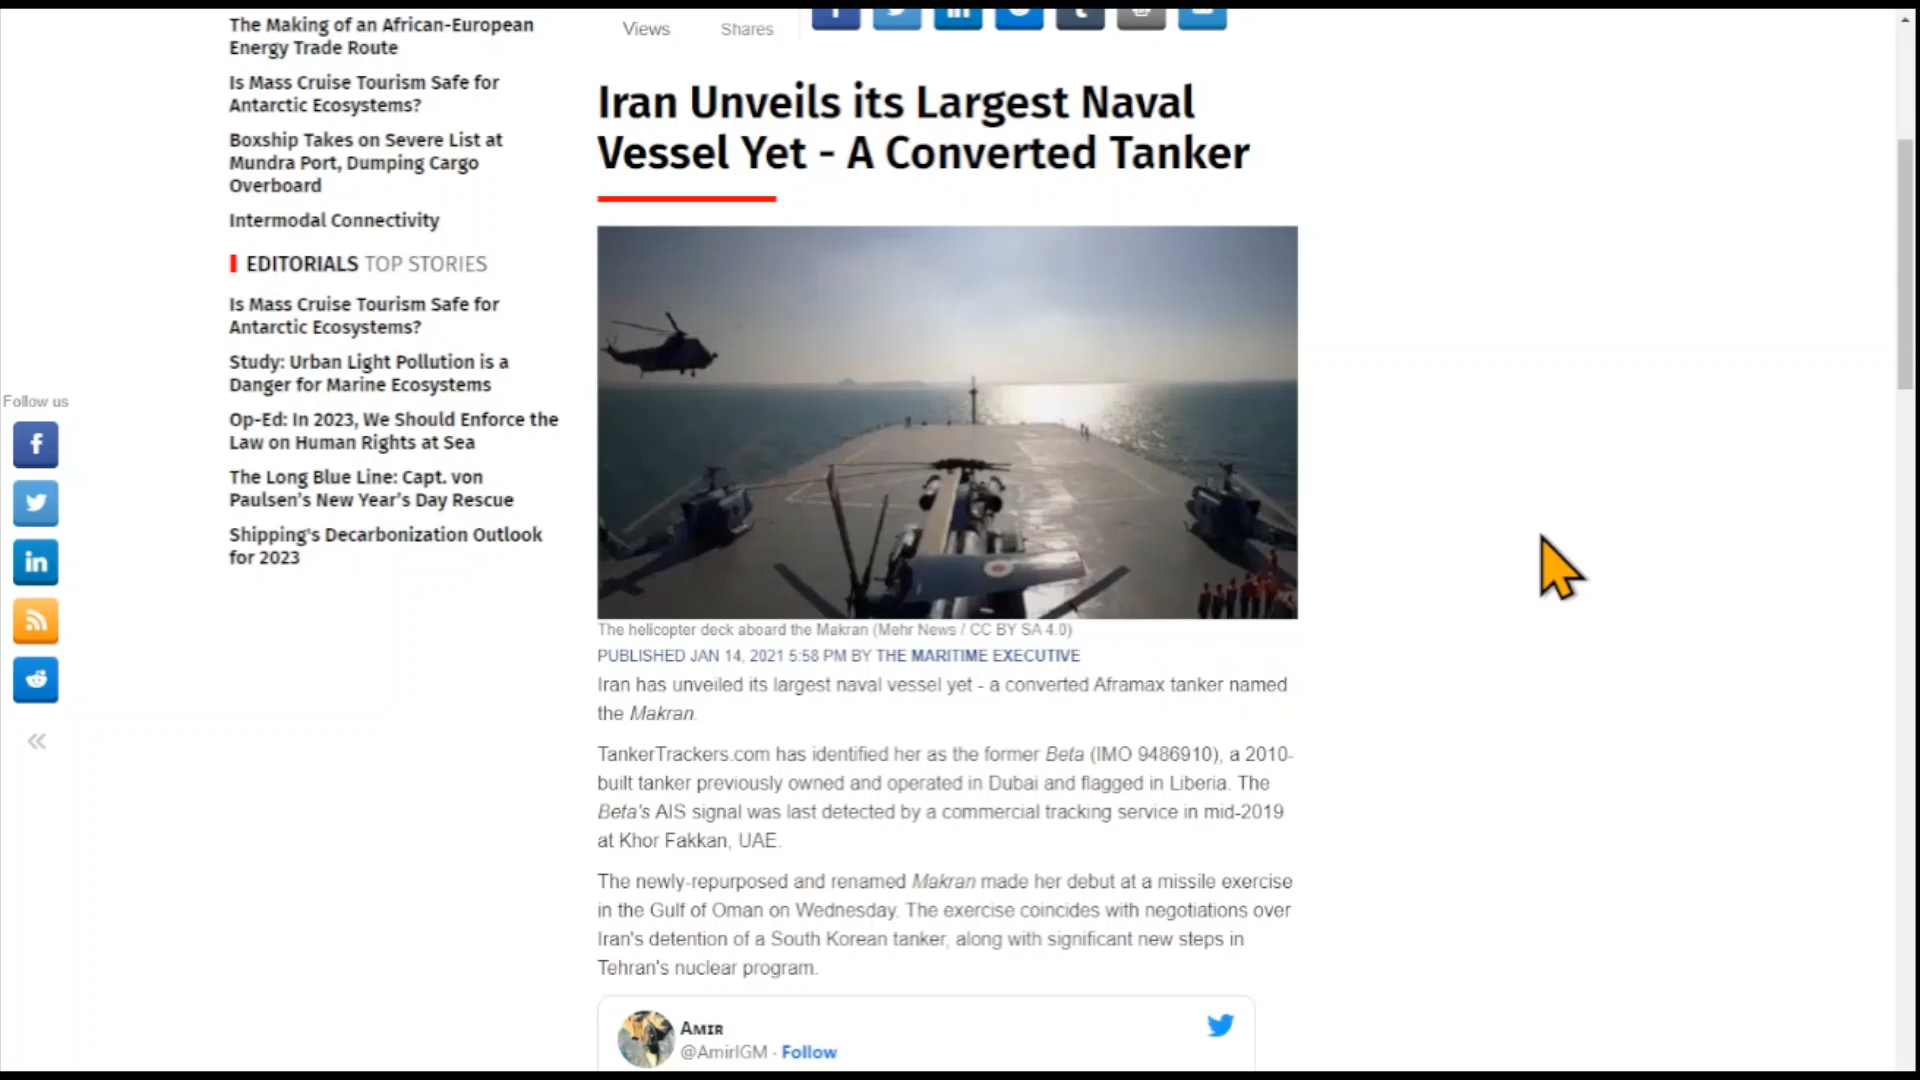 The Making of an African-European
Energy Trade Route
Is Mass Cruise Tourism Safe for
Antarctic Ecosystems?
Boxship Takes on Severe List at
Mundra Port, Dumping Cargo
Overboard
Intermodal Connectivity
EDITORIALS TOP STORIES
Is Mass Cruise Tourism Safe for
Antarctic Ecosystems?
Study: Urban Light Pollution is a
Danger for Marine Ecosystems
Op-Ed: In 2023, We Should Enforce the
Law on Human Rights at Sea
The Long Blue Line: Capt. von
Paulsen's New Year's Day Rescue
Shipping's Decarbonization Outlook
for 2023
Follow us
Views Shares
Iran Unveils its Largest Naval
Vessel Yet - A Converted Tanker
The helicopter deck aboard the Makran (Mehr News / CC BY SA 4.0)
PUBLISHED JAN 14, 2021 5:58 PM BY THE MARITIME EXECUTIVE
Iran has unveiled its largest naval vessel yet - a converted Aframax tanker named
the Makran.
TankerTrackers.com has identified her as the former Beta (IMO 9486910), a 2010-
built tanker previously owned and operated in Dubai and flagged in Liberia. The
Beta's AIS signal was last detected by a commercial tracking service in mid-2019
at Khor Fakkan, UAE.
The newly-repurposed and renamed Makran made her debut at a missile exercise
in the Gulf of Oman on Wednesday. The exercise coincides with negotiations over
Iran's detention of a South Korean tanker, along with significant new steps in
Tehran's nuclear program.
AMIR
@AmirIGM · Follow